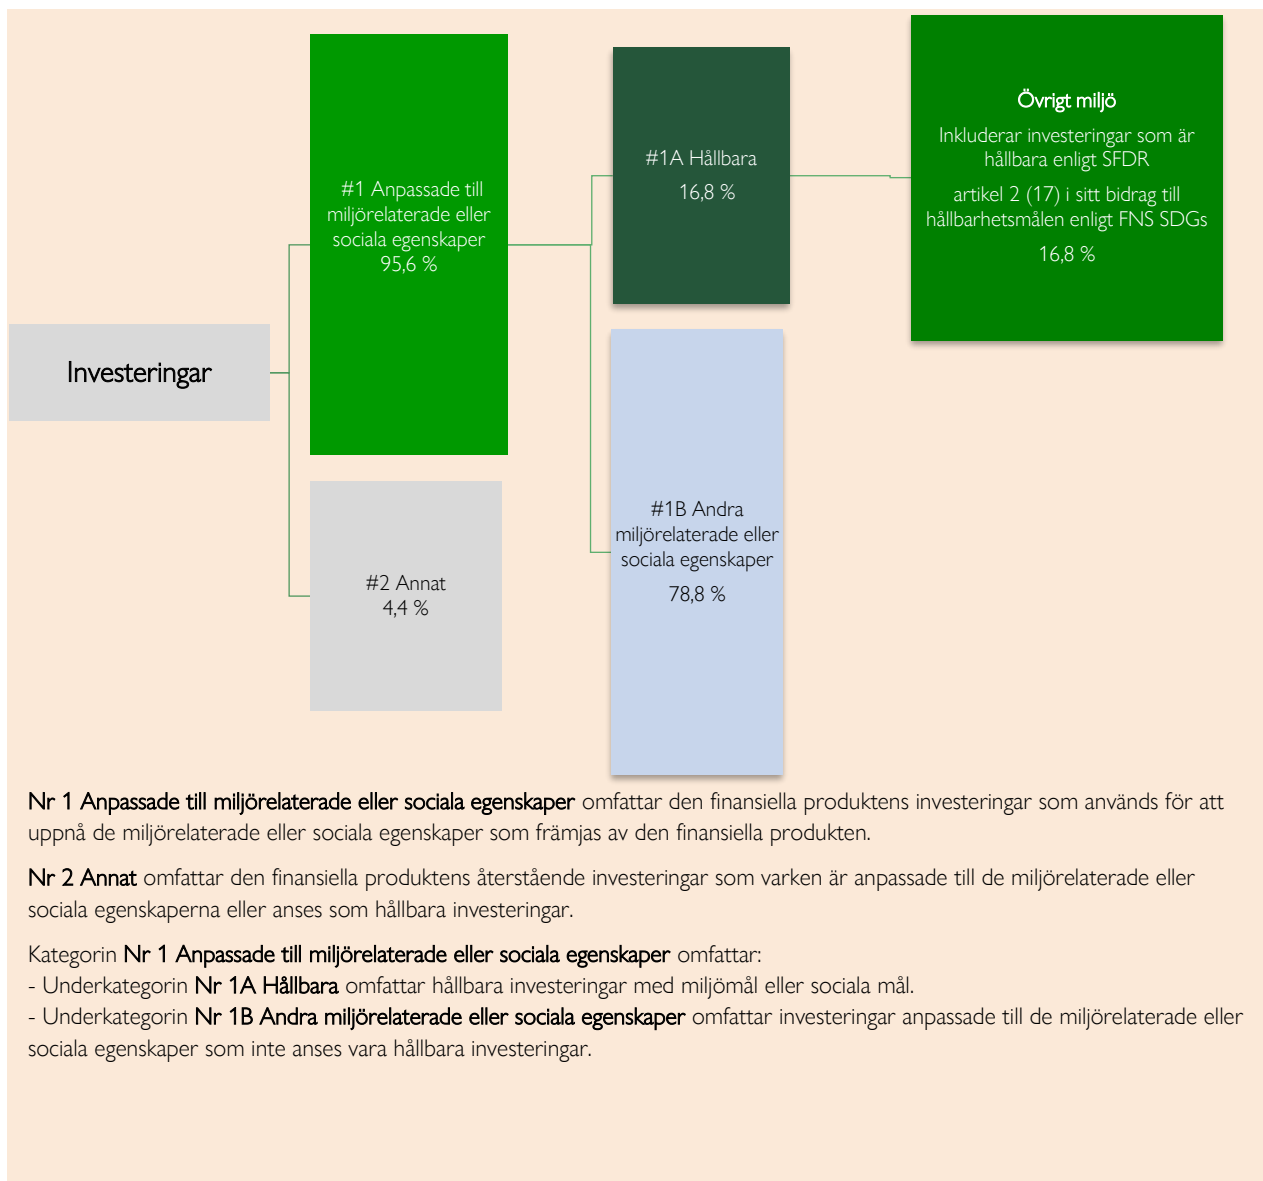 Investeringar
#1 Anpassade till
miljörelaterade eller
sociala egenskaper
95,6 %
#2 Annat
4,4 %
#1A Hållbara
16,8 %
#1B Andra
miljörelaterade eller
sociala egenskaper
78,8 %
Övrigt miljö
Inkluderar investeringar som är
hållbara enligt SFDR
artikel 2 (17) i sitt bidrag till
hållbarhetsmålen enligt FNS SDGs
16,8 %
Nr 1 Anpassade till miljörelaterade eller sociala egenskaper omfattar den finansiella produktens investeringar som används för att
uppnå de miljörelaterade eller sociala egenskaper som främjas av den finansiella produkten.
Nr 2 Annat omfattar den finansiella produktens återstående investeringar som varken är anpassade till de miljörelaterade eller
sociala egenskaperna eller anses som hållbara investeringar.
Kategorin Nr 1 Anpassade till miljörelaterade eller sociala egenskaper omfattar:
- Underkategorin Nr 1A Hållbara omfattar hållbara investeringar med miljömål eller sociala mål.
- Underkategorin Nr 1B Andra miljörelaterade eller sociala egenskaper omfattar investeringar anpassade till de miljörelaterade eller
sociala egenskaper som inte anses vara hållbara investeringar.